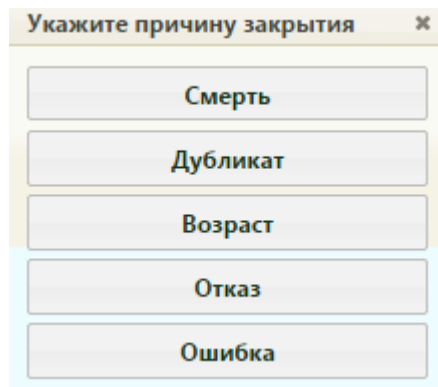 Укажите причину закрытия
Смерть
Дубликат
Возраст
Отказ
Ошибка